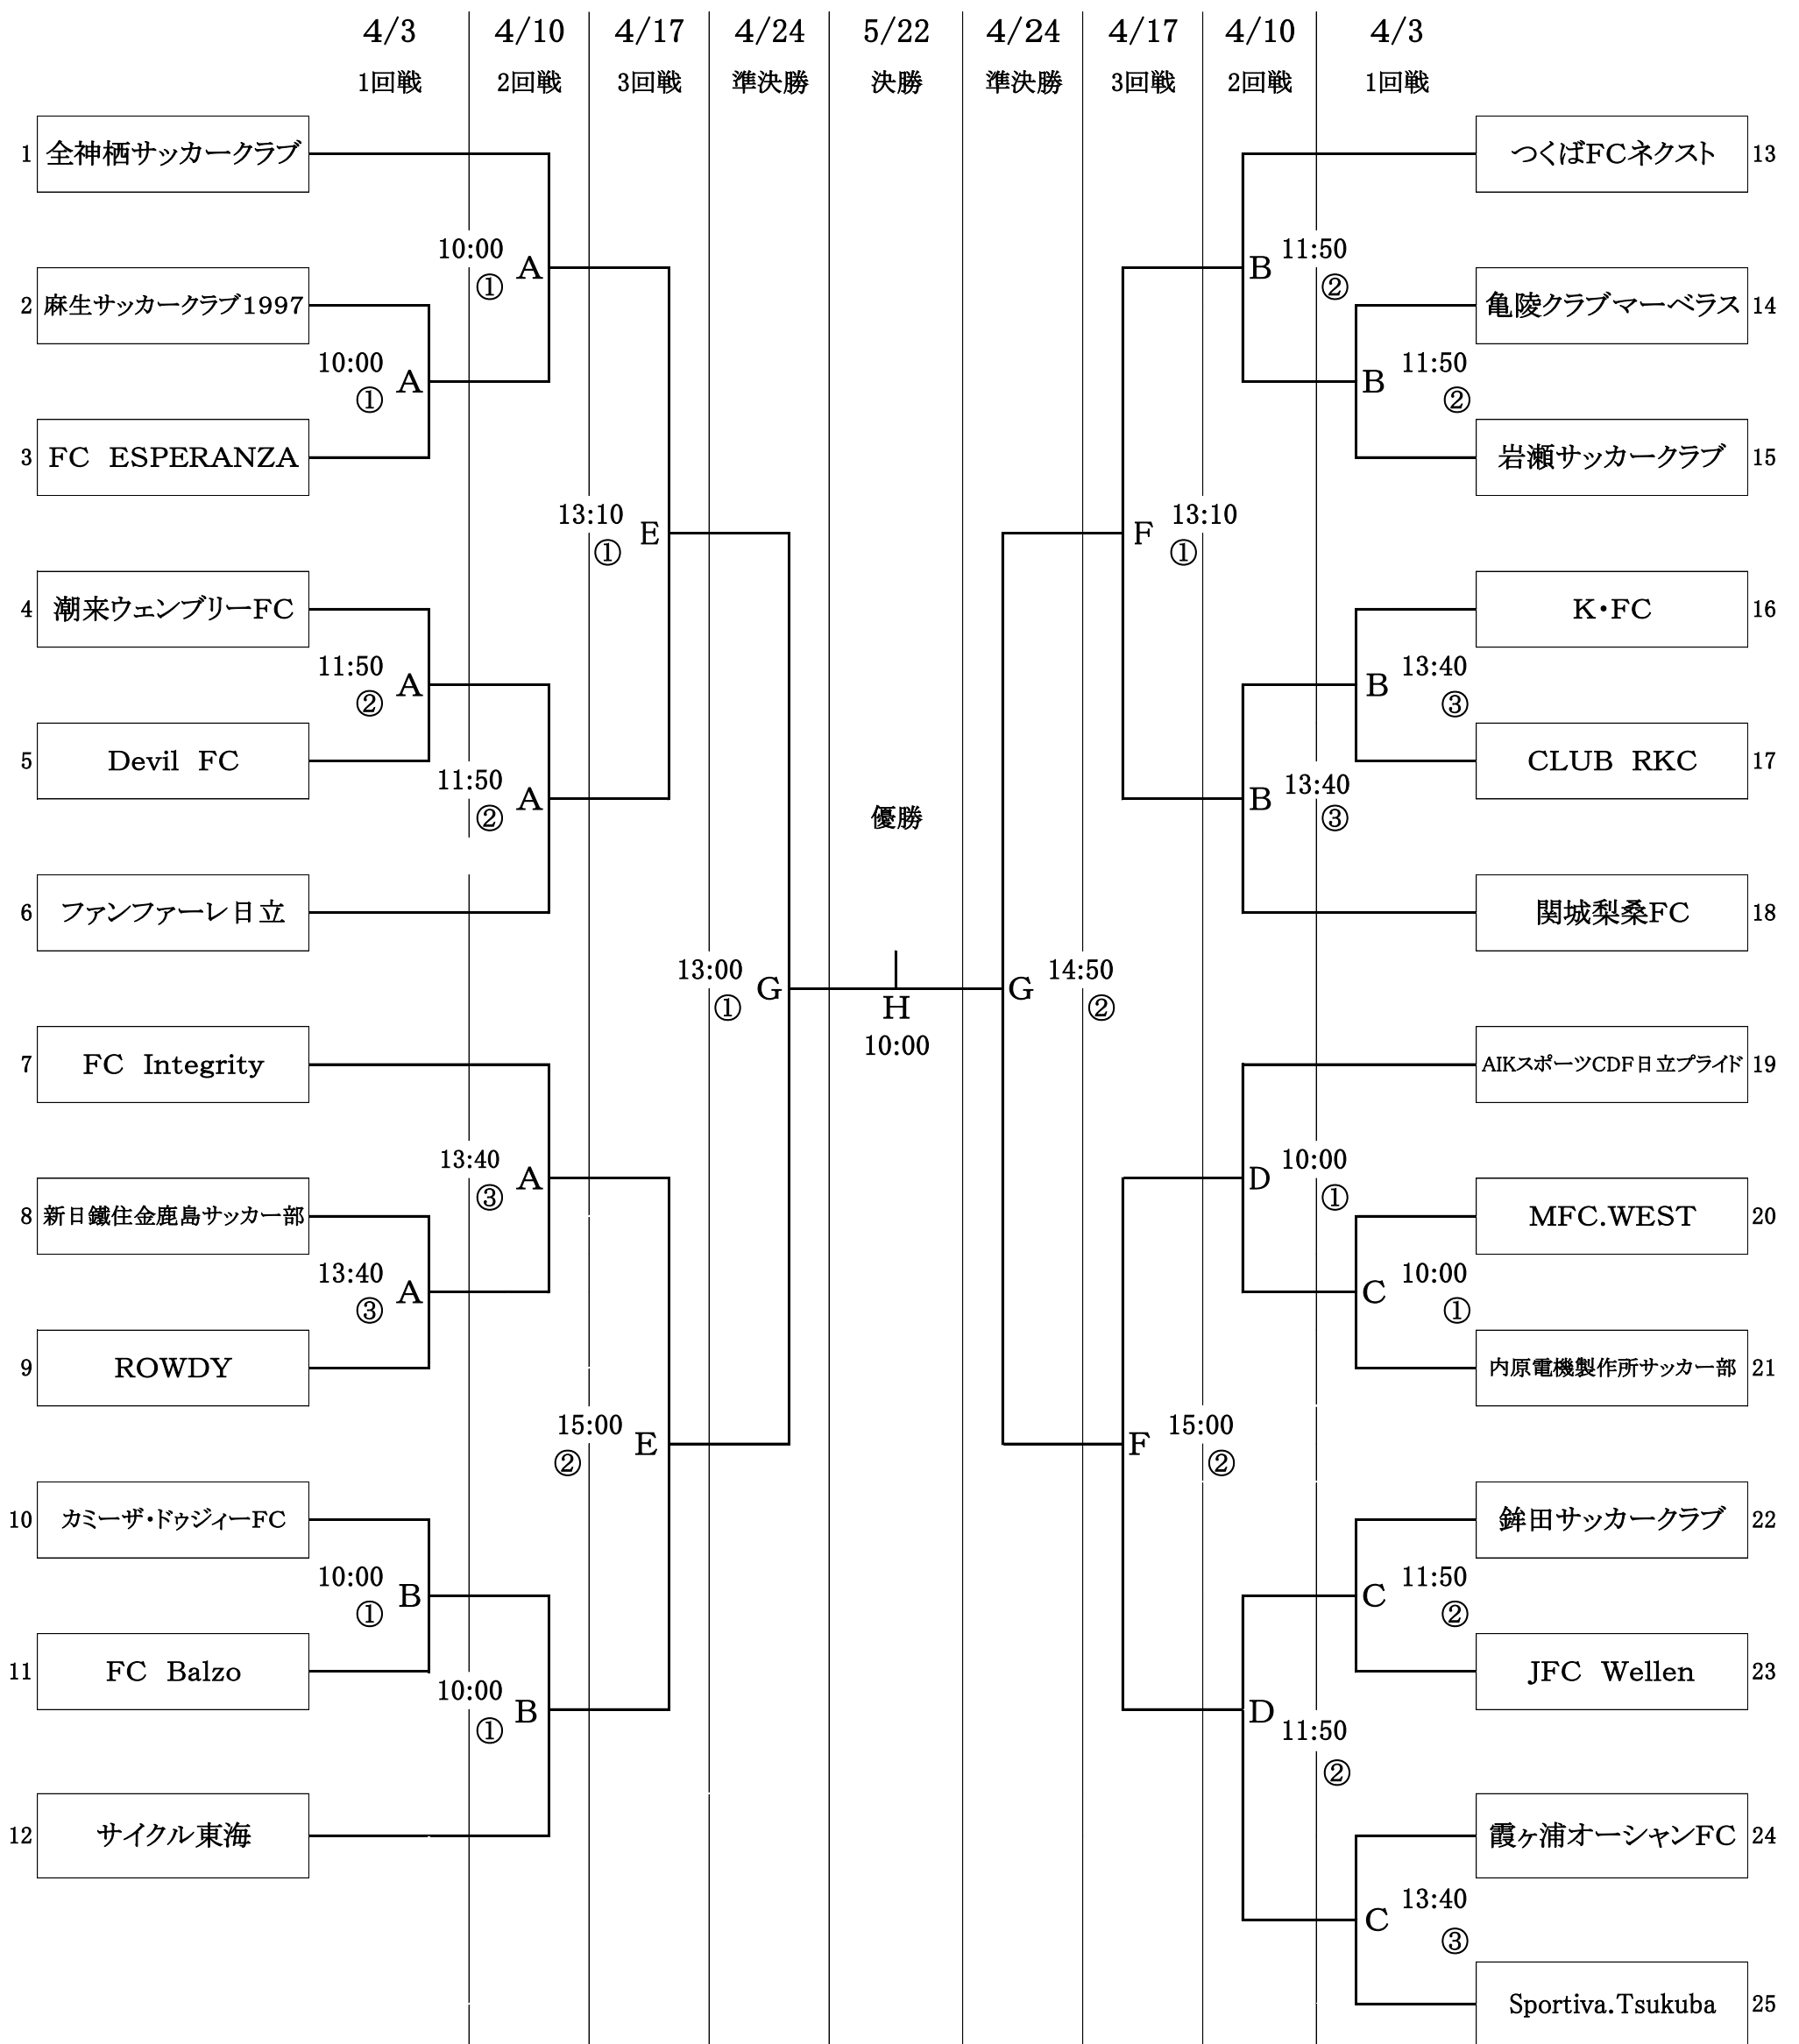 4/3 4/10 4/17 4/24 5/22 4/24 4/17 4/10 4/3
1回戦 2回戦 3回戦 準決勝 決勝 準決勝 3回戦 2回戦 1回戦
1 全神栖サッカークラブ つくばFCネクスト 13
10:00 A B 11:50
① ②
2 麻生サッカークラブ1997 亀陵クラブマーベラス 14
10:00 A B 11:50
① ②
3 FC ESPERANZA 岩瀬サッカークラブ 15
13:10 E F 13:10
① ①
4 潮来ウェンブリーFC K・FC 16
11:50 A B 13:40
② ③
5 Devil FC CLUB RKC 17
11:50 A B 13:40
② 優勝 ③
6 ファンファーレ日立 関城梨桑FC 18
13:00 G G 14:50
① H ②
10:00
7 FC Integrity AIKスポーツCDF日立プライド 19
13:40 A D 10:00
③ ①
8 新日鐵住金鹿島サッカー部 MFC.WEST 20
13:40 A C 10:00
③ ①
9 ROWDY 内原電機製作所サッカー部 21
15:00 E F 15:00
② ②
10 カミーザ・ドゥジィーFC 鉾田サッカークラブ 22
10:00 B C 11:50
① ②
11 FC Balzo JFC Wellen 23
10:00 B D 11:50
① ②
12 サイクル東海 霞ヶ浦オーシャンFC 24
C 13:40
③
Sportiva.Tsukuba 25